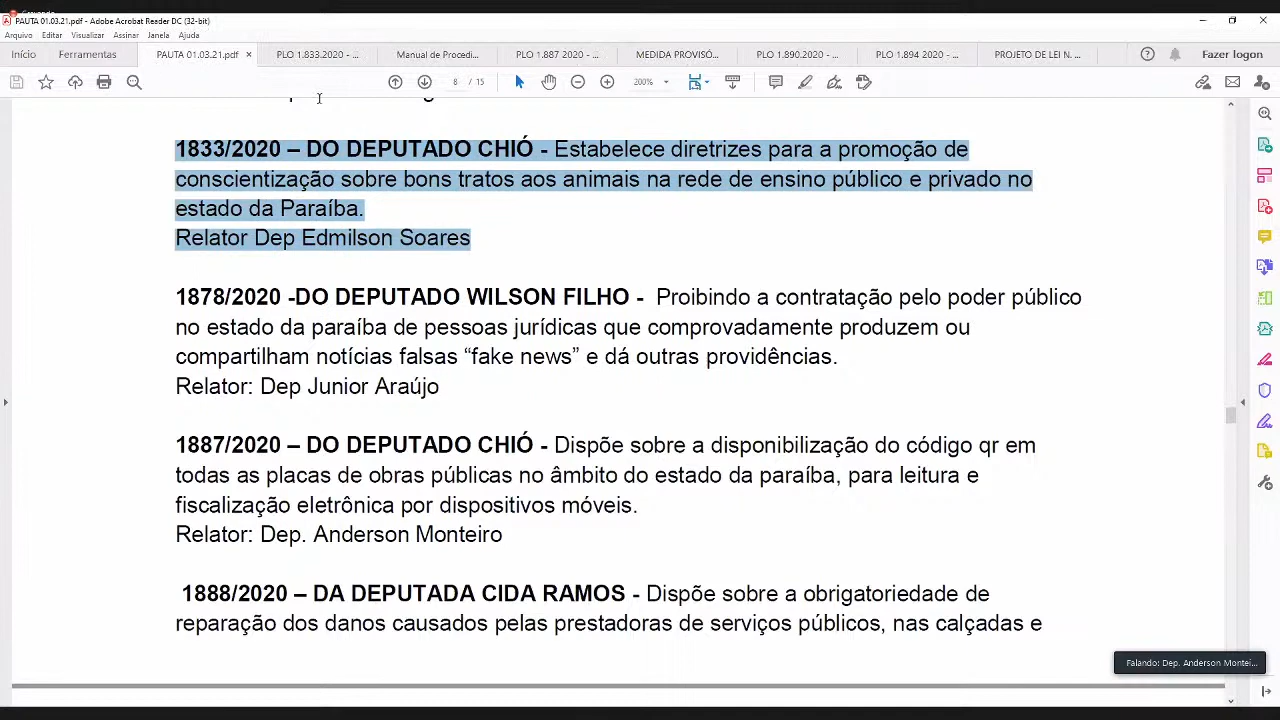 PAUTA 01.03.21.pdf - Adobe Acrobat Reader DC (32-bit)
Arquivo Editar Visualizar Assinar Janela Ajuda
Início Ferramentas PAUTA 01.03.21.pdf × PLO 1.833.2020 - ... Manual de Procedi... PLO 1.887 2020 - ... MEDIDA PROVISÓ... PLO 1.890.2020 - ... PLO 1.894 2020 - ... PROJETO DE LEI N. ... Fazer logon
8 / 15 200%
1833/2020 – DO DEPUTADO CHIÓ - Estabelece diretrizes para a promoção de
conscientização sobre bons tratos aos animais na rede de ensino público e privado no
estado da Paraíba.
Relator Dep Edmilson Soares
1878/2020 -DO DEPUTADO WILSON FILHO - Proibindo a contratação pelo poder público
no estado da paraíba de pessoas jurídicas que comprovadamente produzem ou
compartilham notícias falsas “fake news” e dá outras providências.
Relator: Dep Junior Araújo
1887/2020 – DO DEPUTADO CHIÓ - Dispõe sobre a disponibilização do código qr em
todas as placas de obras públicas no âmbito do estado da paraíba, para leitura e
fiscalização eletrônica por dispositivos móveis.
Relator: Dep. Anderson Monteiro
1888/2020 – DA DEPUTADA CIDA RAMOS - Dispõe sobre a obrigatoriedade de
reparação dos danos causados pelas prestadoras de serviços públicos, nas calçadas e
Falando: Dep. Anderson Montei...